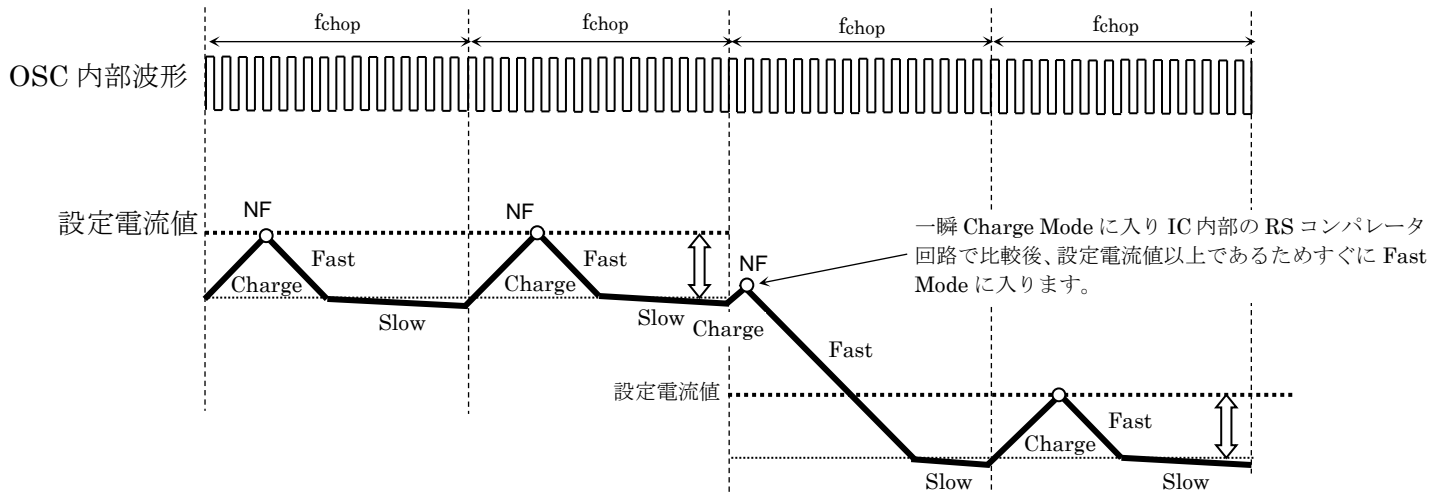 fchop
fchop
fchop
fchop
OSC 内部波形
設定電流値
NF
NF
NF
一瞬 Charge Mode に入り IC 内部の RS コンパレータ
回路で比較後、設定電流値以上であるためすぐに Fast
Mode に入ります。
Fast
Charge
Slow
Fast
Charge
Slow
Charge
Fast
設定電流値
Fast
Charge
Slow
Slow